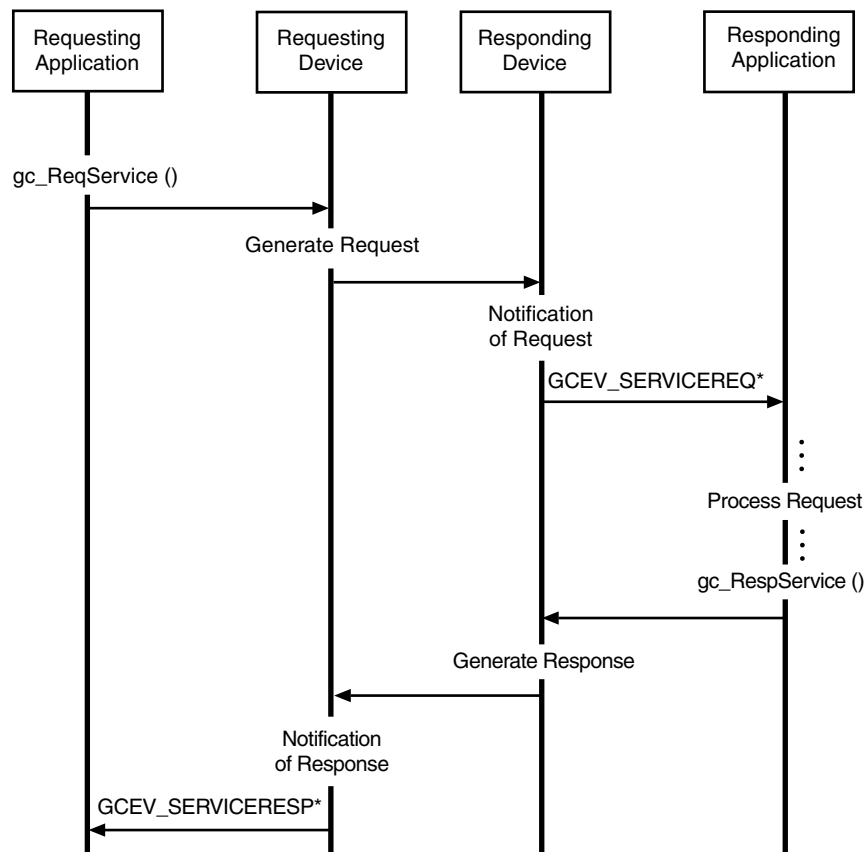 Requesting
Application
Requesting
Device
Responding
Device
Responding
Application
gc_ReqService ()
Generate Request
Notification
of Request
GCEV_SERVICEREQ*
Process Request
gc_RespService ()
Generate Response
Notification
of Response
GCEV_SERVICERESP*